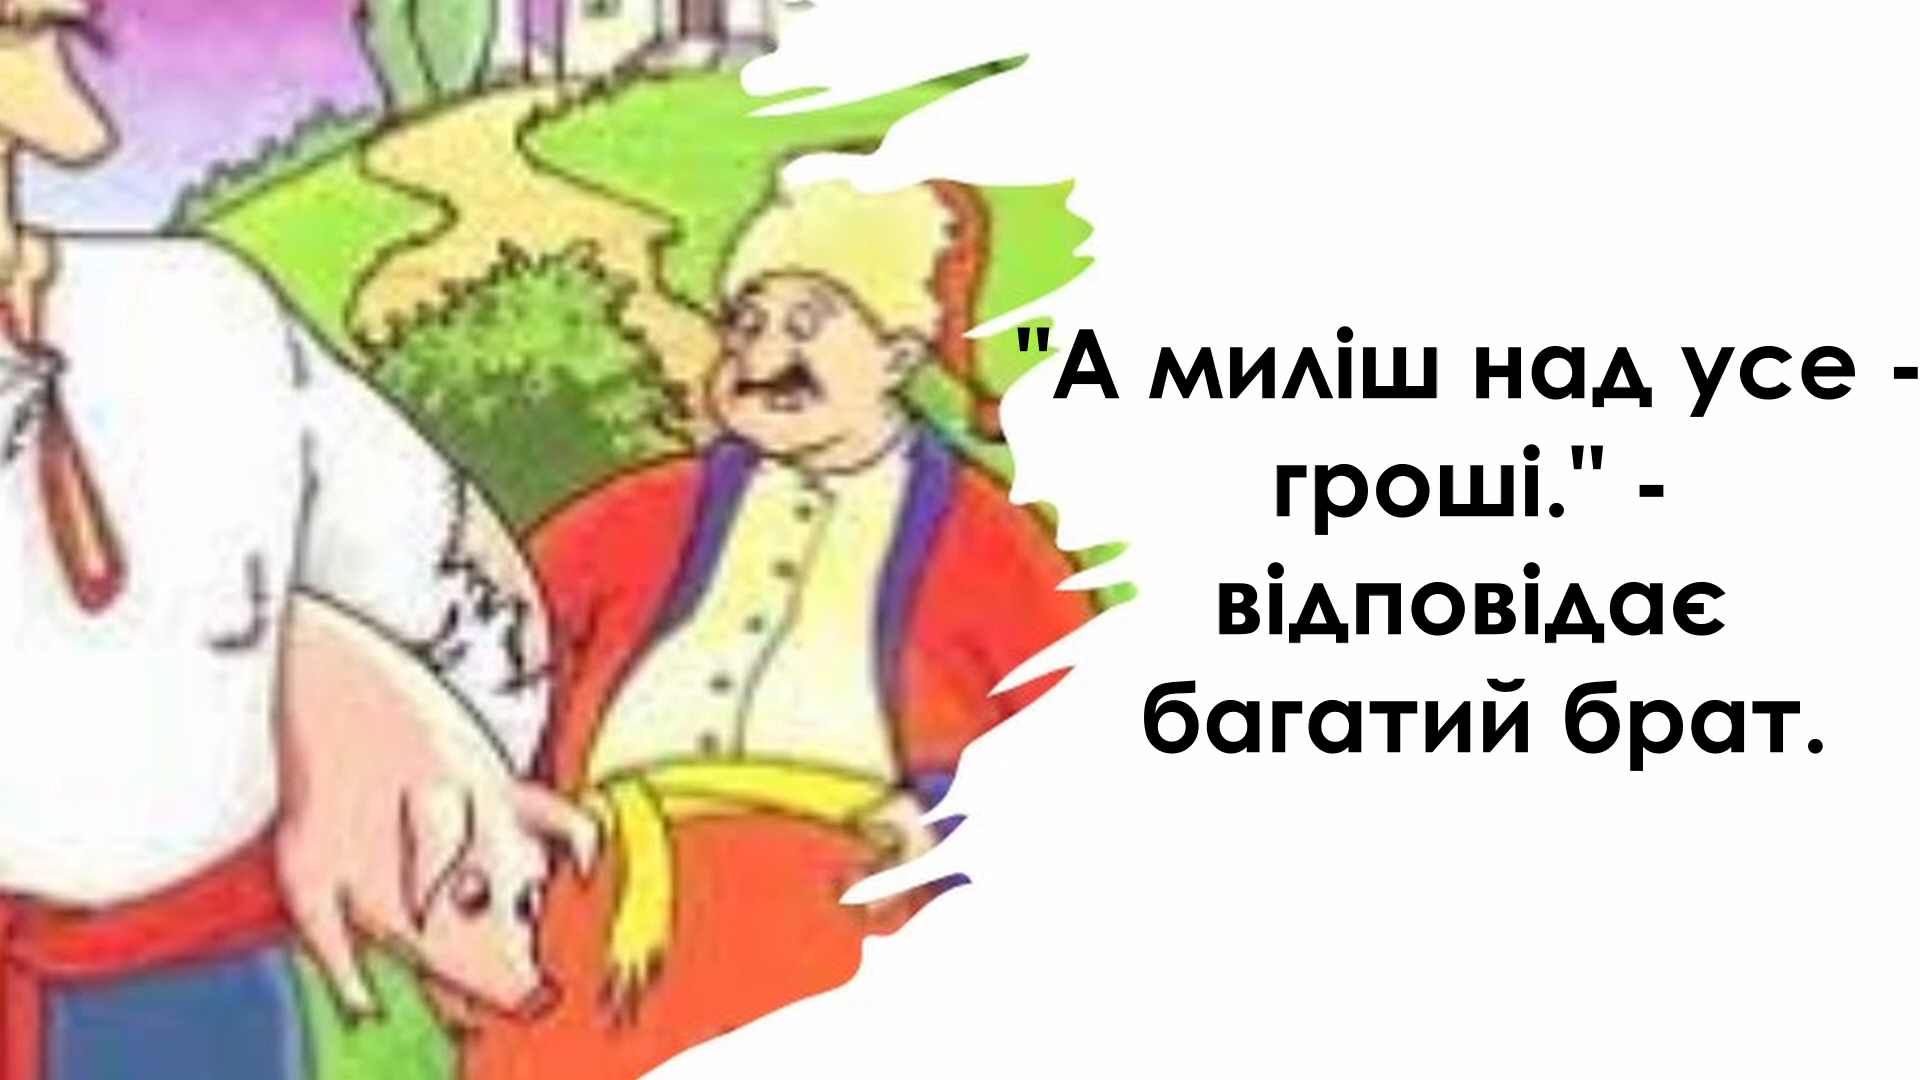 "А миліш над усе -
гроші." -
відповідає
багатий брат.